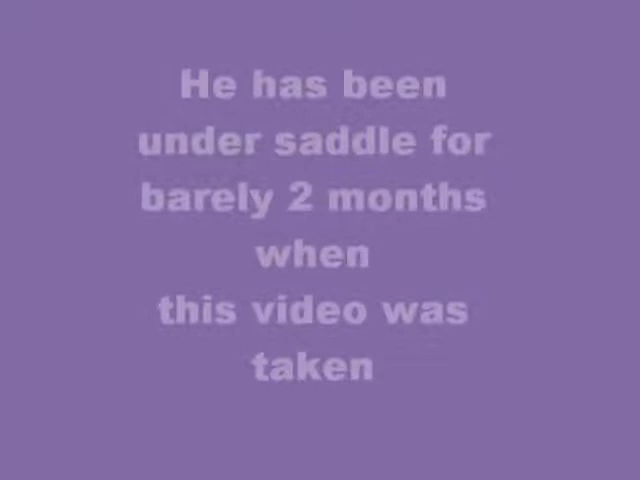 He has been
under saddle for
barely 2 months
when
this video was
taken